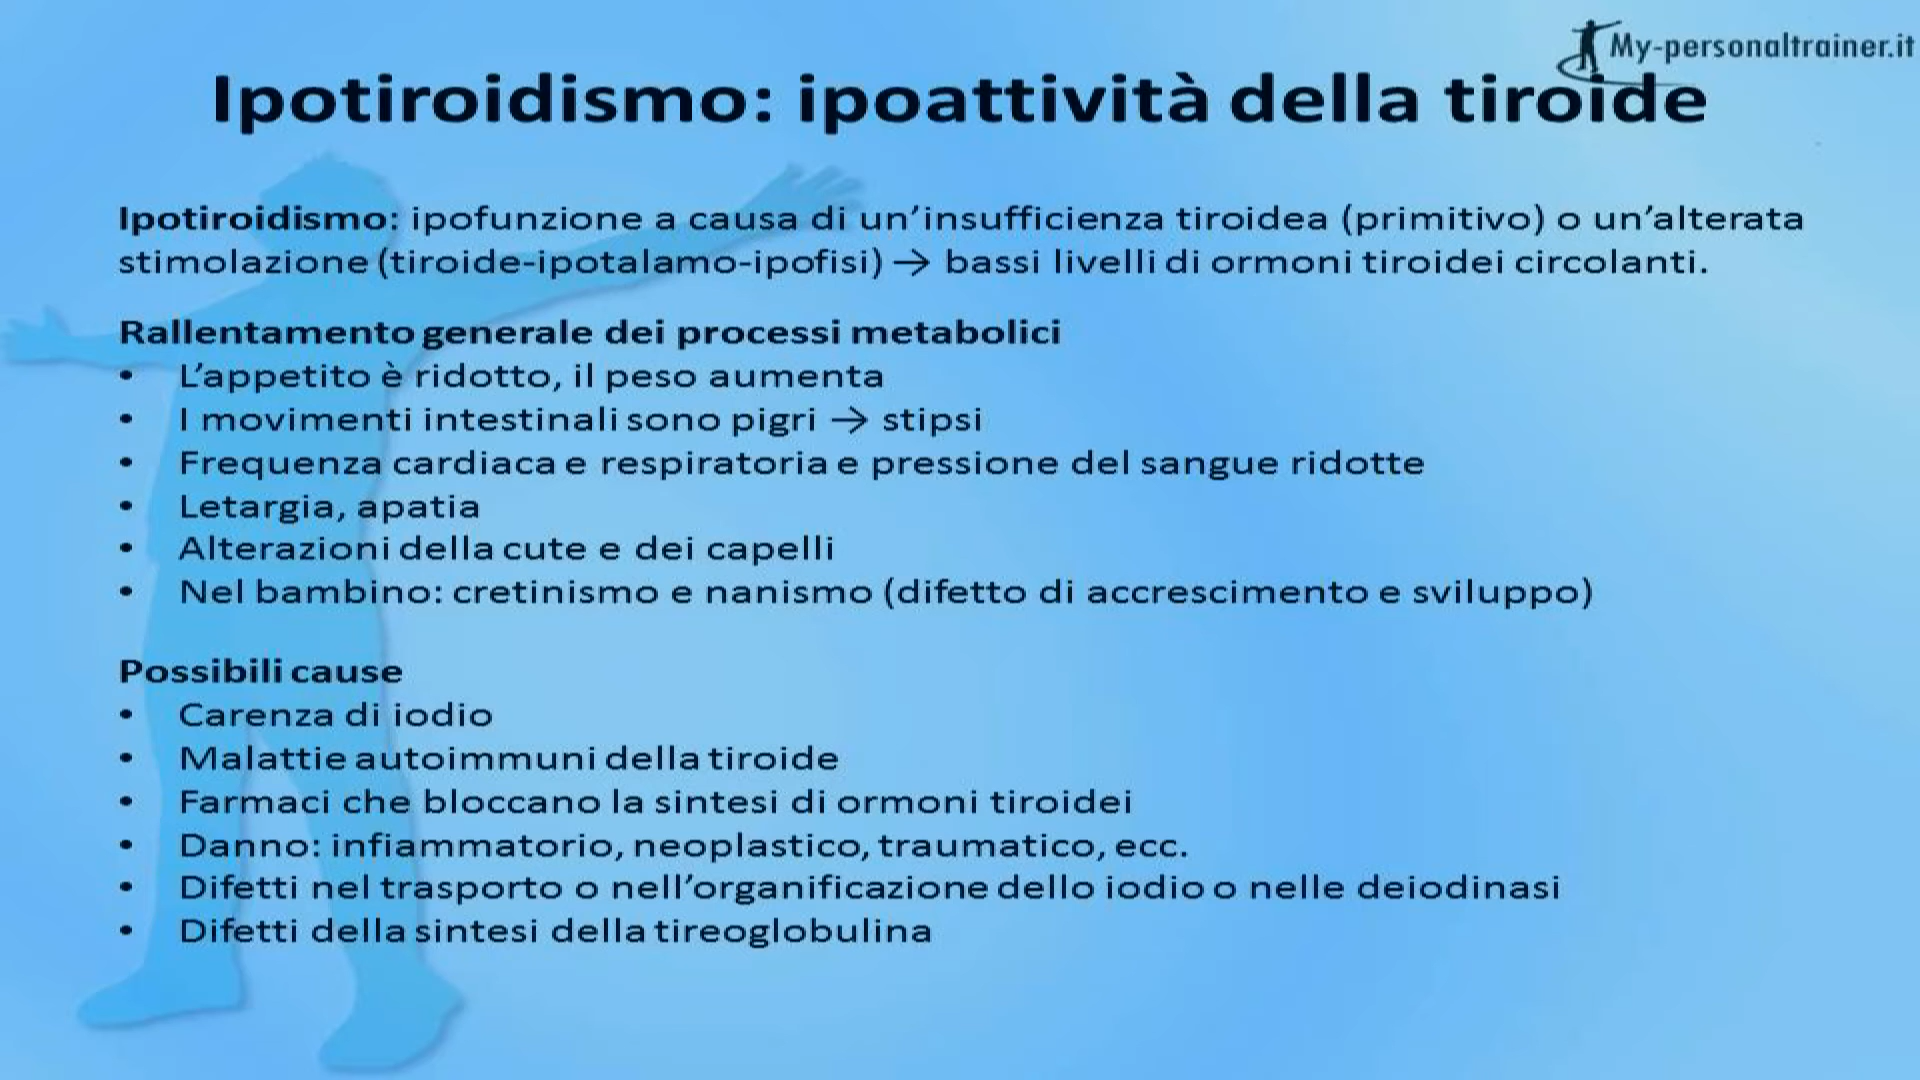 My-personaltrainer.it
Ipotiroidismo: ipoattività della tiroide
Ipotiroidismo: ipofunzione a causa di un’insufficienza tiroidea (primitivo) o un’alterata
stimolazione (tiroide-ipotalamo-ipofisi) → bassi livelli di ormoni tiroidei circolanti.
Rallentamento generale dei processi metabolici
• L’appetito è ridotto, il peso aumenta
• I movimenti intestinali sono pigri → stipsi
• Frequenza cardiaca e respiratoria e pressione del sangue ridotte
• Letargia, apatia
• Alterazioni della cute e dei capelli
• Nel bambino: cretinismo e nanismo (difetto di accrescimento e sviluppo)
Possibili cause
• Carenza di iodio
• Malattie autoimmuni della tiroide
• Farmaci che bloccano la sintesi di ormoni tiroidei
• Danno: infiammatorio, neoplastico, traumatico, ecc.
• Difetti nel trasporto o nell’organificazione dello iodio o nelle deiodinasi
• Difetti della sintesi della tireoglobulina